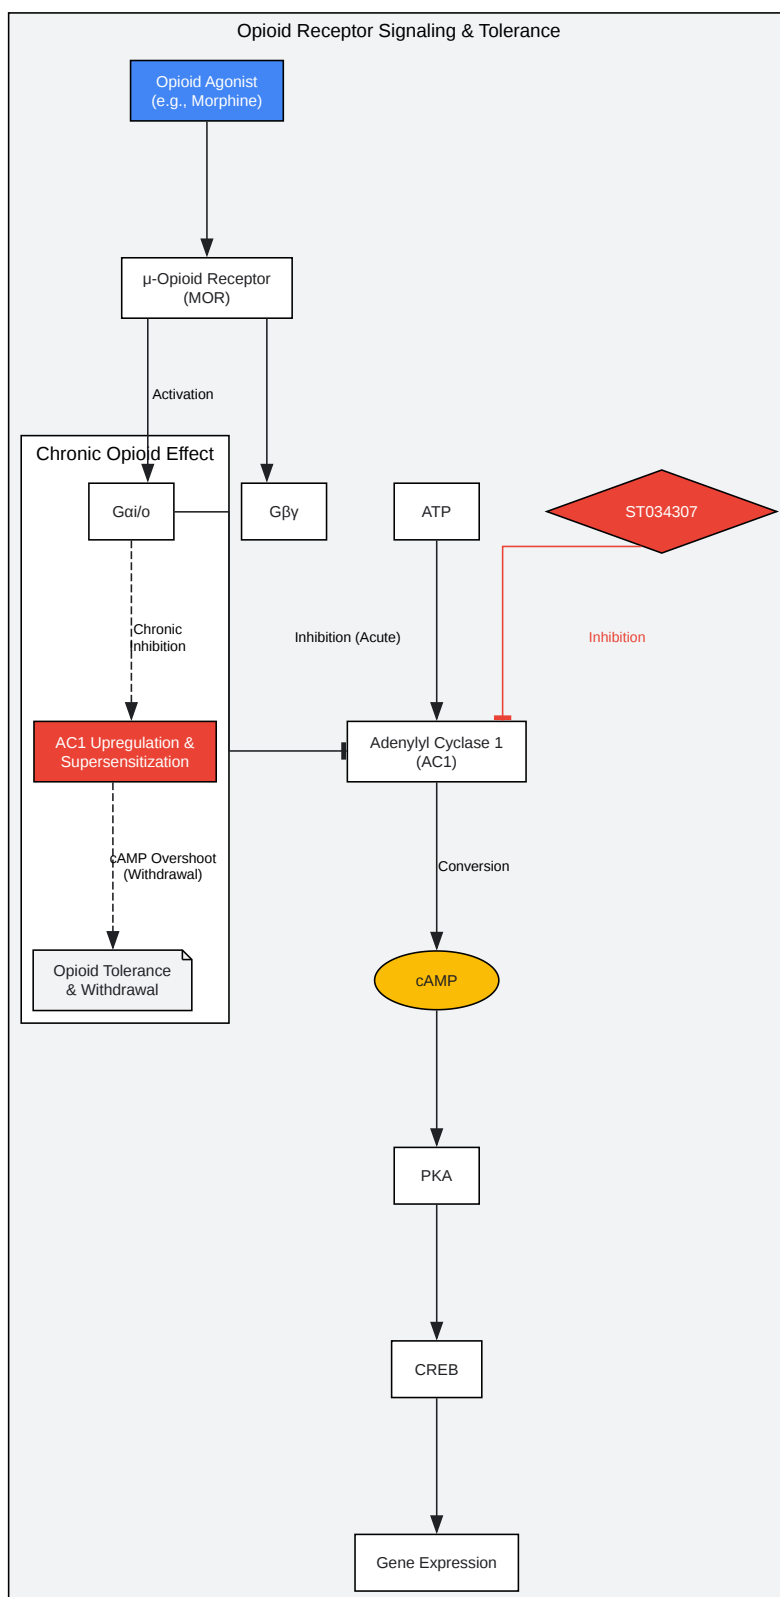 Opioid Receptor Signaling & Tolerance
Opioid Agonist
(e.g., Morphine)
μ-Opioid Receptor
(MOR)
Activation
Chronic Opioid Effect
Gαi/o
Gβγ
ATP
ST034307
Chronic
Inhibition
Inhibition (Acute)
Inhibition
AC1 Upregulation &
Supersensitization
Adenylyl Cyclase 1
(AC1)
cAMP Overshoot
(Withdrawal)
Conversion
Opioid Tolerance
& Withdrawal
cAMP
PKA
CREB
Gene Expression